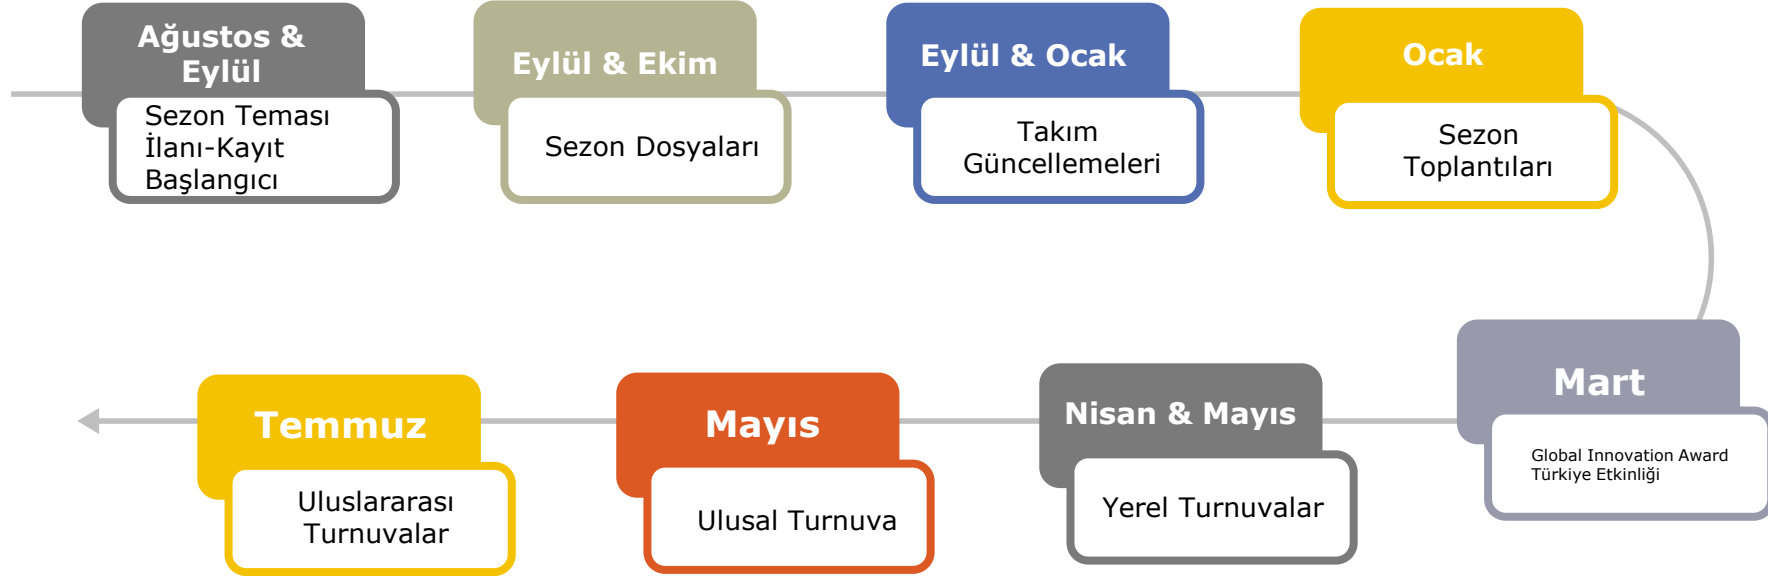 Ağustos &
Eylül
Sezon Teması
İlanı-Kayıt
Başlangıcı
Eylül & Ekim
Sezon Dosyaları
Eylül & Ocak
Takım
Güncellemeleri
Ocak
Sezon
Toplantıları
Mart
Global Innovation Award
Türkiye Etkinliği
Nisan & Mayıs
Yerel Turnuvalar
Mayıs
Ulusal Turnuva
Temmuz
Uluslararası
Turnuvalar